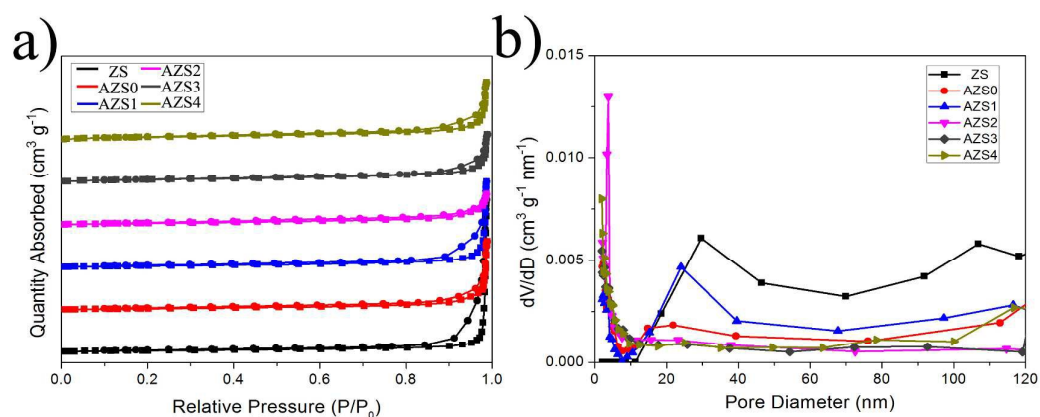 a)
ZS AZS2
AZS0 AZS3
AZS1 AZS4
Quantity Absorbed (cm³ g⁻¹)
0.0 0.2 0.4 0.6 0.8 1.0
Relative Pressure (P/P₀)
b)
ZS
AZS0
AZS1
AZS2
AZS3
AZS4
dV/dD (cm³ g⁻¹ nm⁻¹)
0.015
0.010
0.005
0.000
0 20 40 60 80 100 120
Pore Diameter (nm)